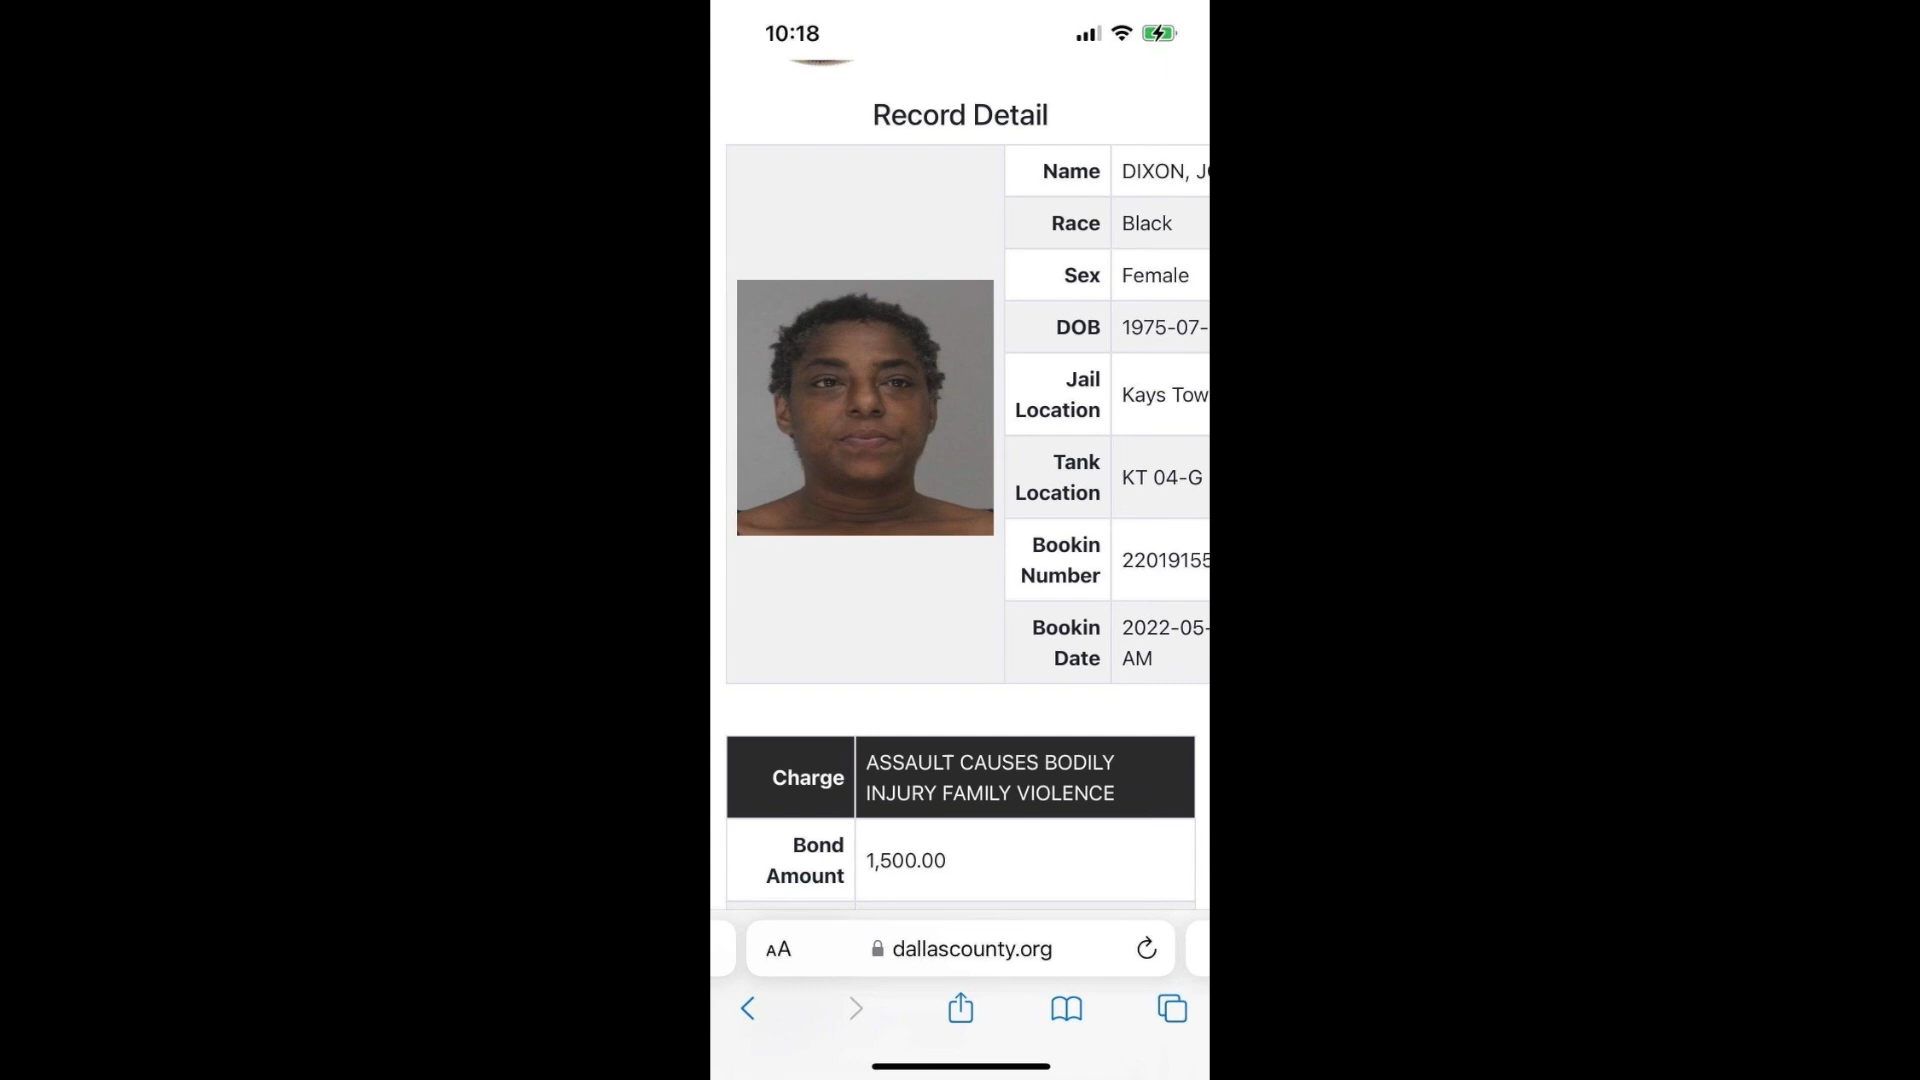 10:18
Record Detail
Name DIXON, J
Race Black
Sex Female
DOB 1975-07-
Jail
Location
Kays Tow
Tank
Location
KT 04-G
Bookin
Number
22019155
Bookin
Date
2022-05-
AM
Charge
ASSAULT CAUSES BODILY
INJURY FAMILY VIOLENCE
Bond
Amount
1,500.00
AA dallascounty.org